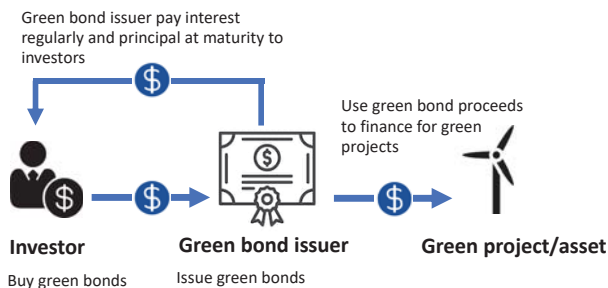 Green bond issuer pay interest
regularly and principal at maturity to
investors
$
Use green bond proceeds
to finance for green
projects
$
$
$
$
Investor
Green bond issuer
Green project/asset
Buy green bonds
Issue green bonds